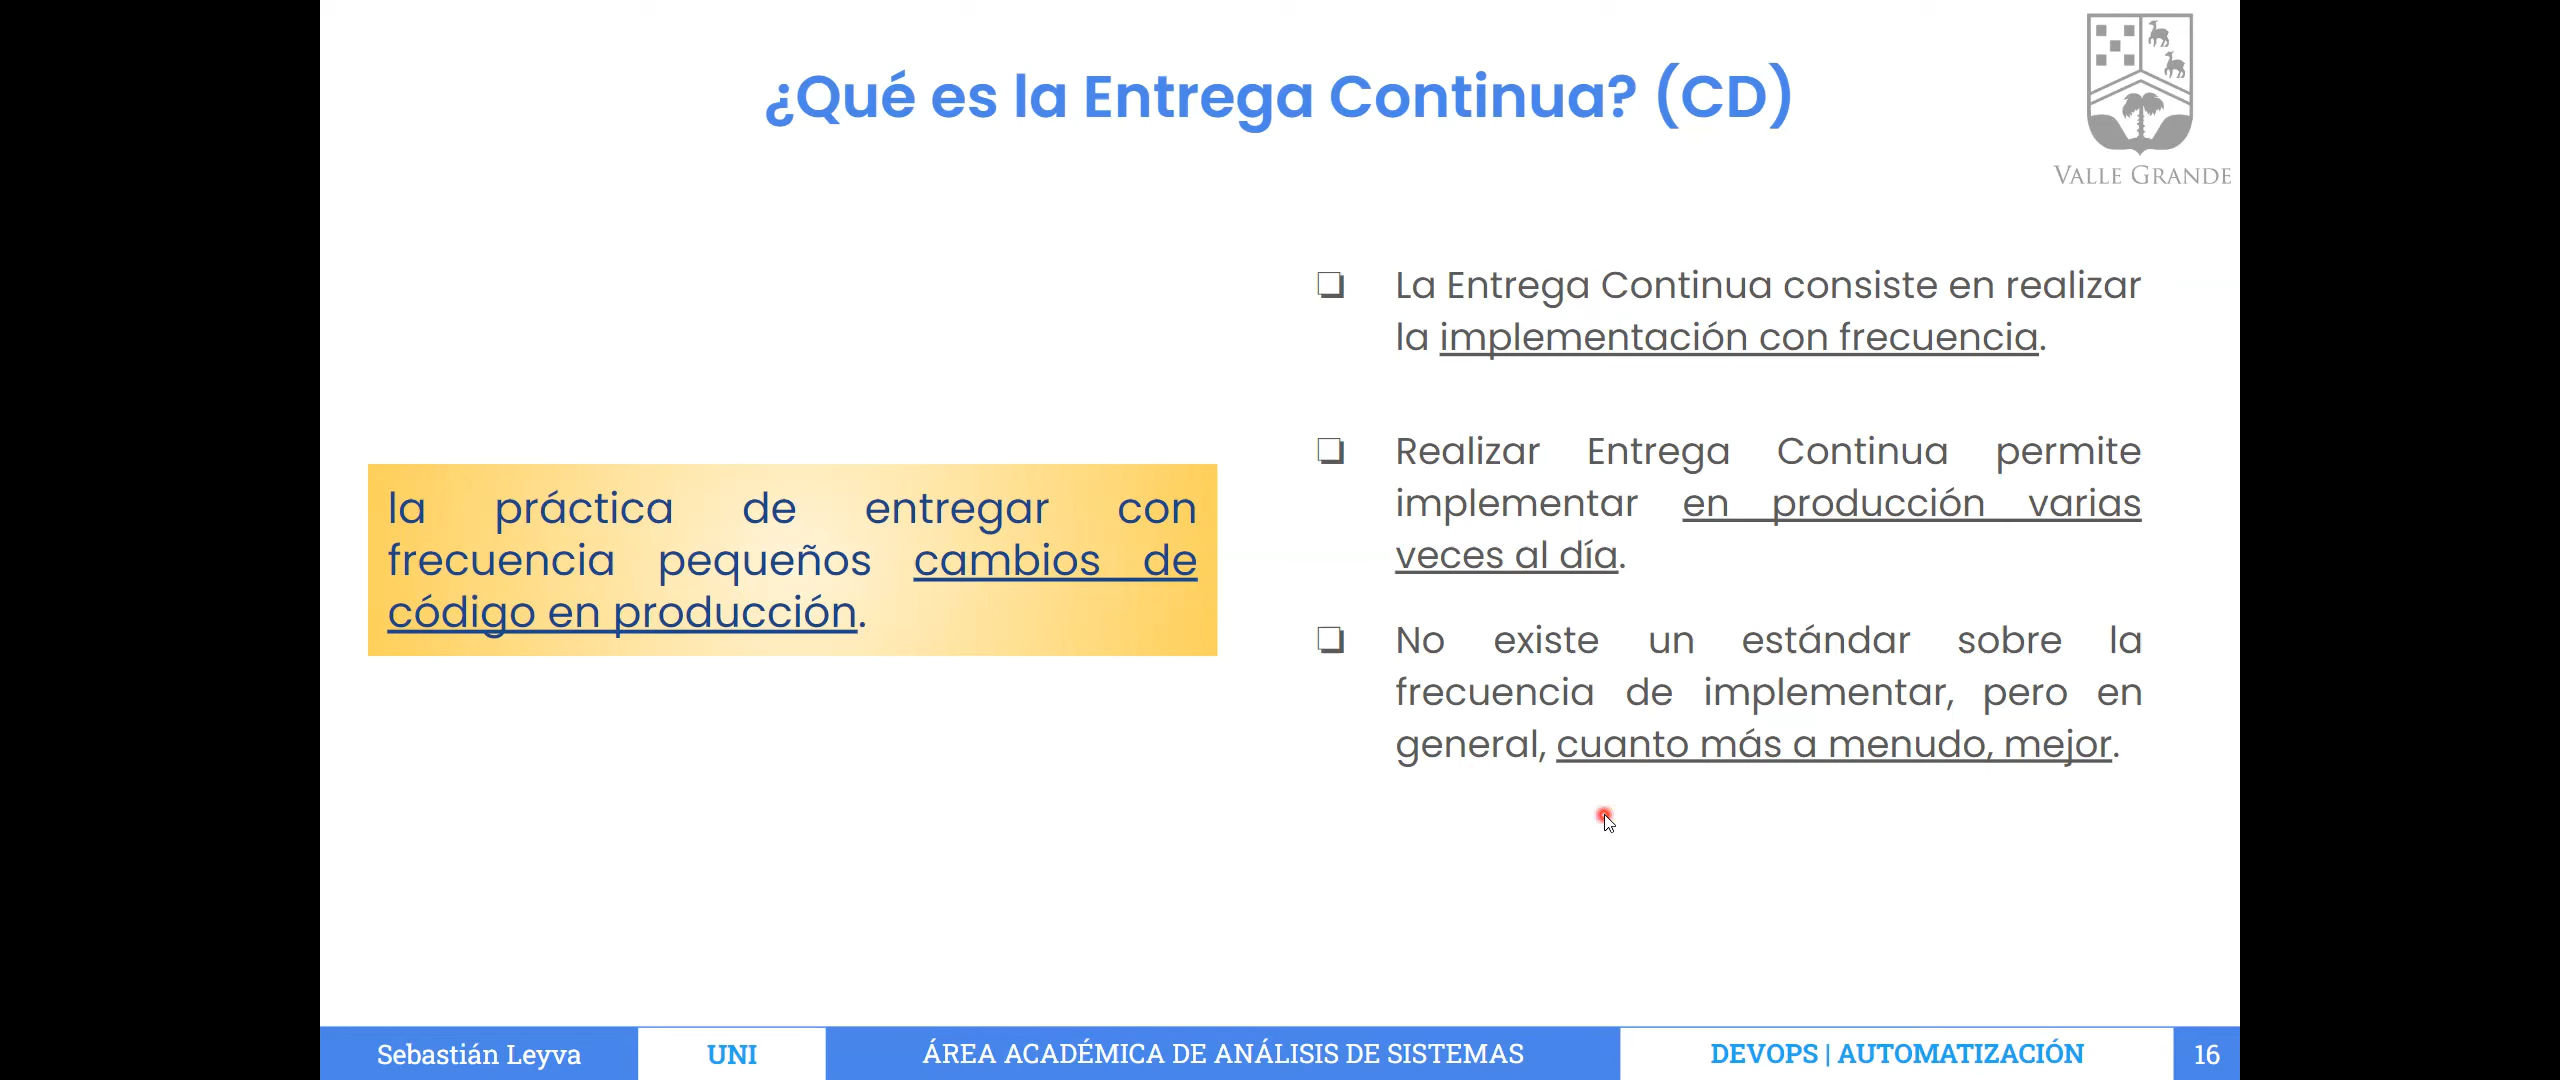 ¿Qué es la Entrega Continua? (CD)
VALLE GRANDE
la práctica de entregar con
frecuencia pequeños cambios de
código en producción.
❏ La Entrega Continua consiste en realizar
la implementación con frecuencia.
❏ Realizar Entrega Continua permite
implementar en producción varias
veces al día.
❏ No existe un estándar sobre la
frecuencia de implementar, pero en
general, cuanto más a menudo, mejor.
Sebastián Leyva
UNI
ÁREA ACADÉMICA DE ANÁLISIS DE SISTEMAS
DEVOPS | AUTOMATIZACIÓN
16